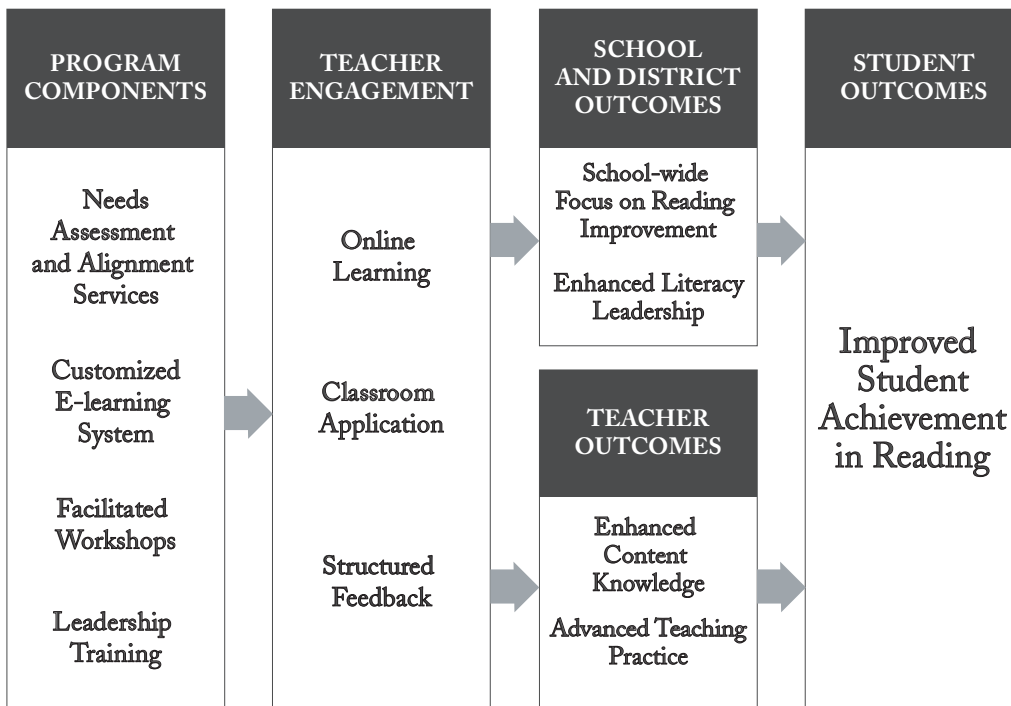 PROGRAM
COMPONENTS
Needs
Assessment
and Alignment
Services
Customized
E-learning
System
Facilitated
Workshops
Leadership
Training
TEACHER
ENGAGEMENT
Online
Learning
Classroom
Application
Structured
Feedback
SCHOOL
AND DISTRICT
OUTCOMES
School-wide
Focus on Reading
Improvement
Enhanced Literacy
Leadership
TEACHER
OUTCOMES
Enhanced
Content
Knowledge
Advanced Teaching
Practice
STUDENT
OUTCOMES
Improved
Student
Achievement
in Reading